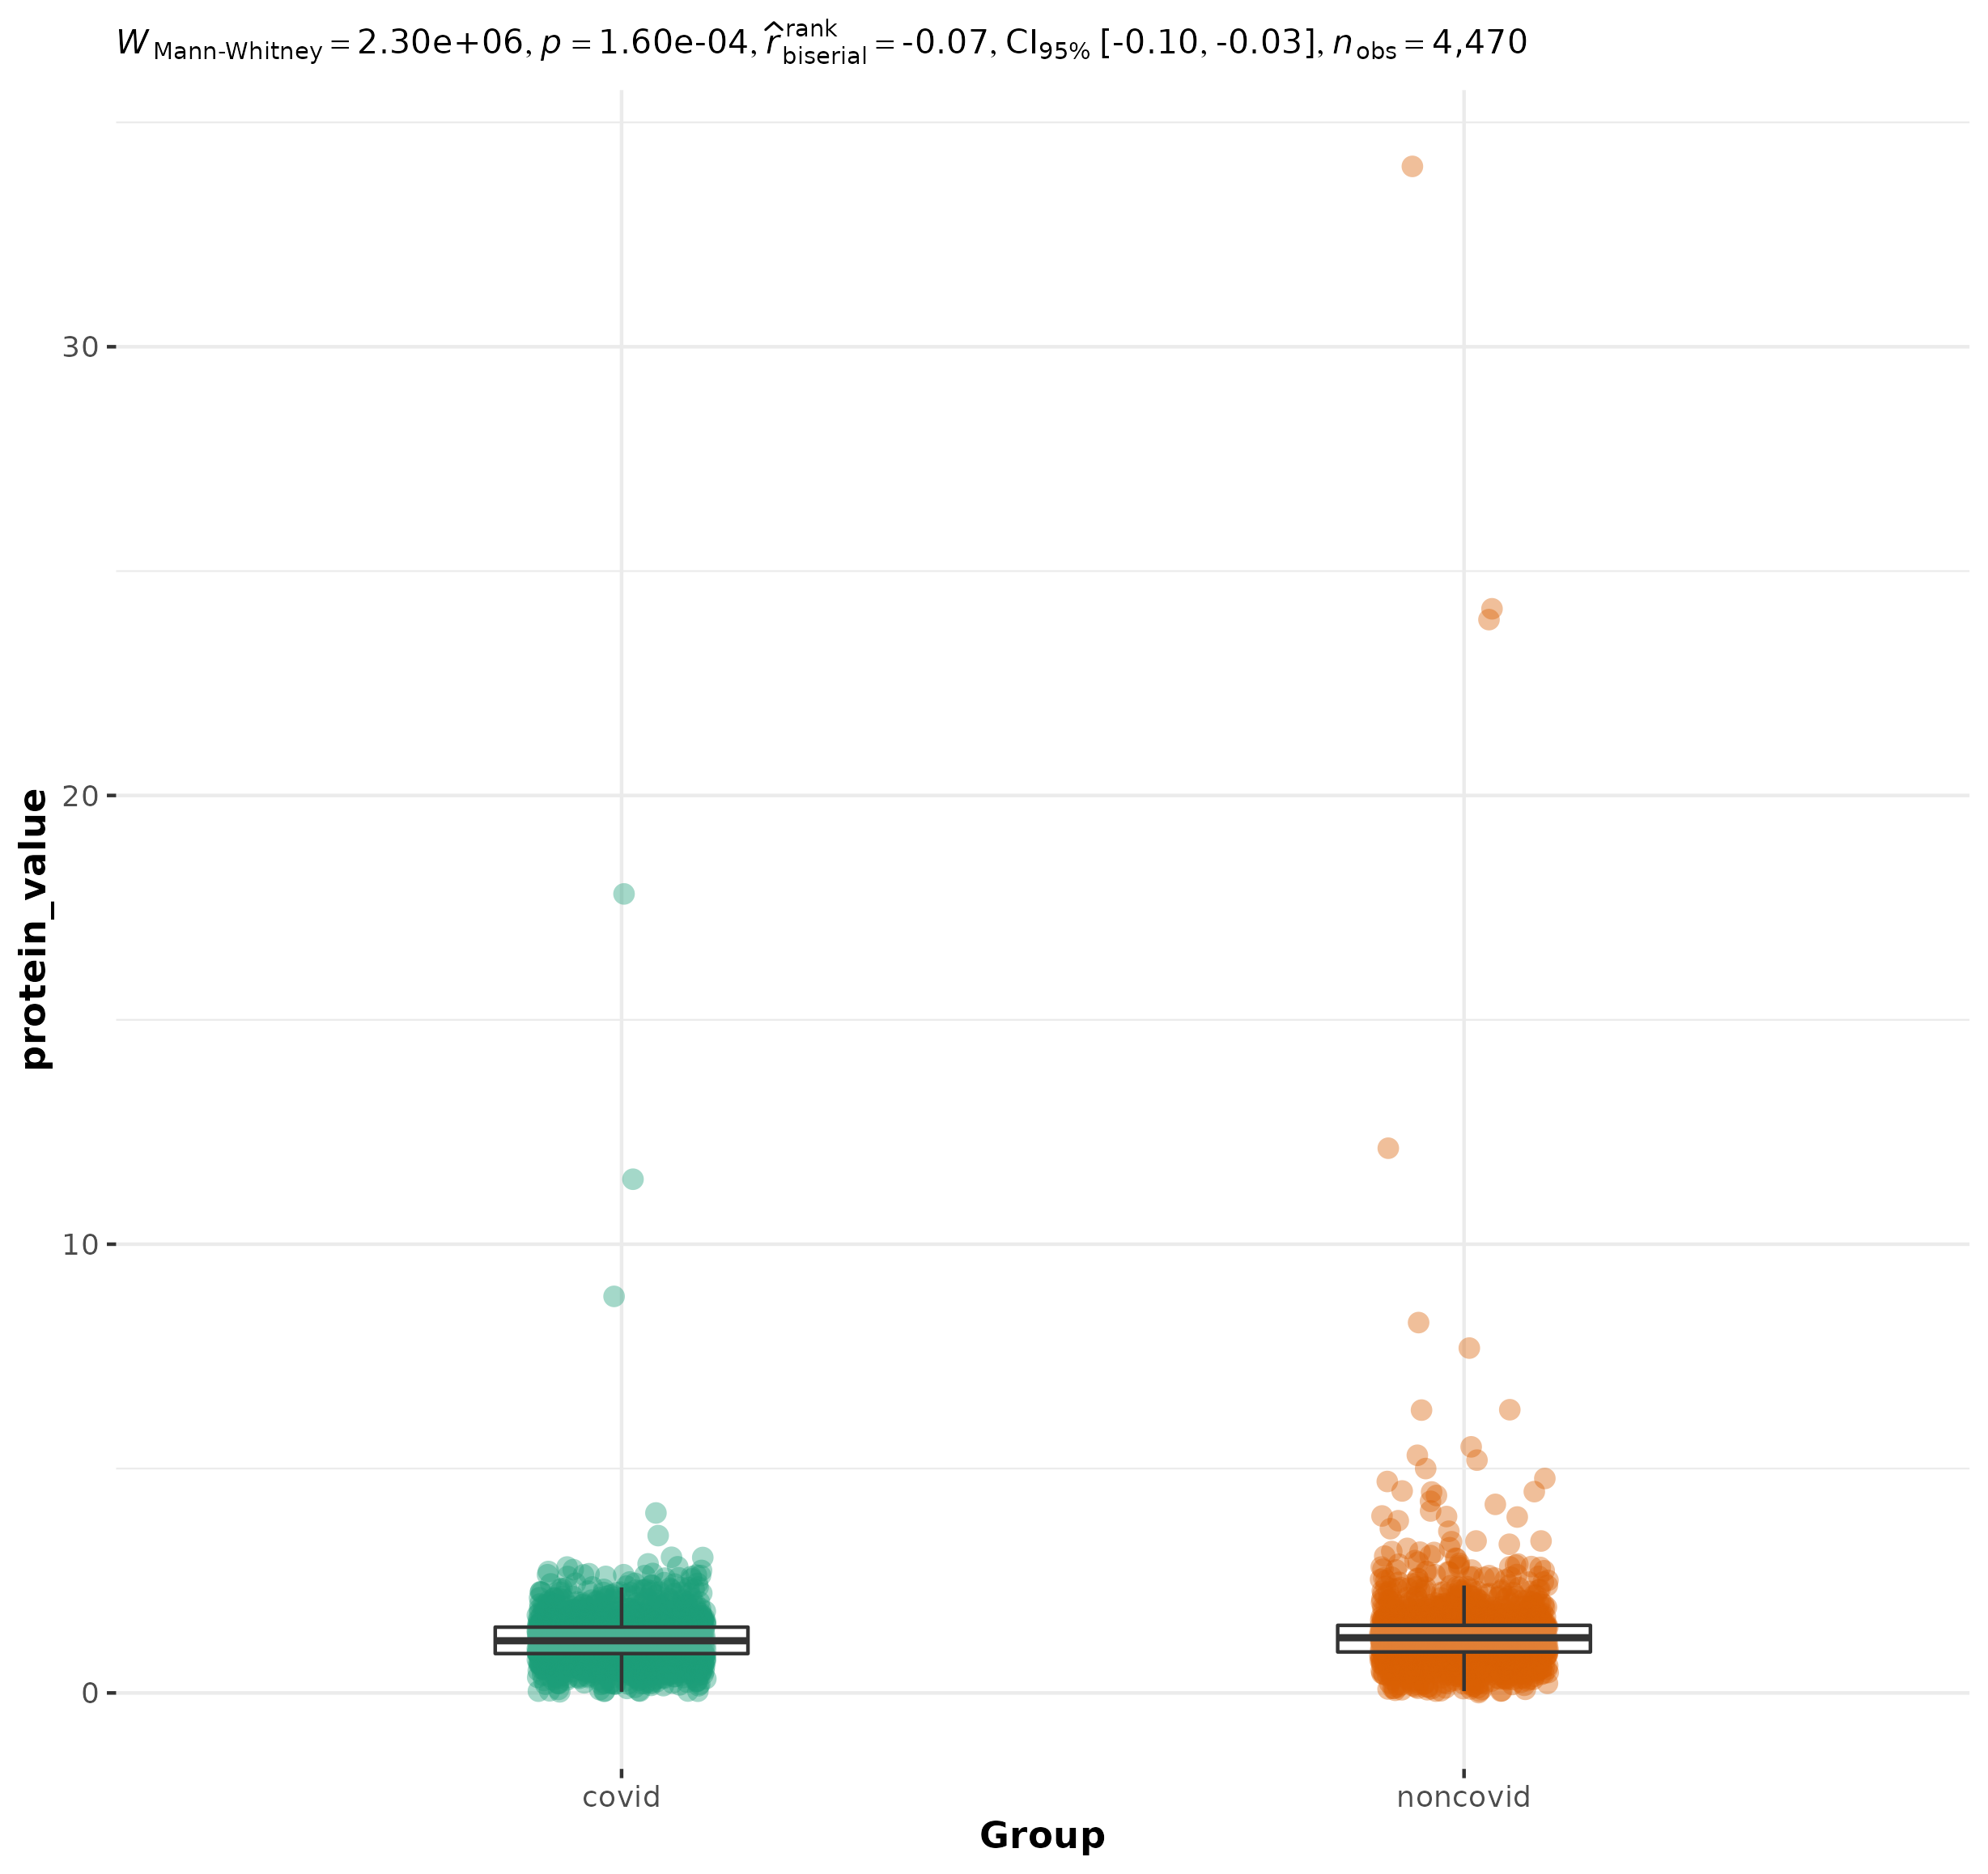 W Mann-Whitney = 2.30e+06, p = 1.60e-04, r̂ rank biserial = -0.07, CI95% [-0.10, -0.03], n obs = 4,470
30
20
10
0
protein_value
covid noncovid
Group